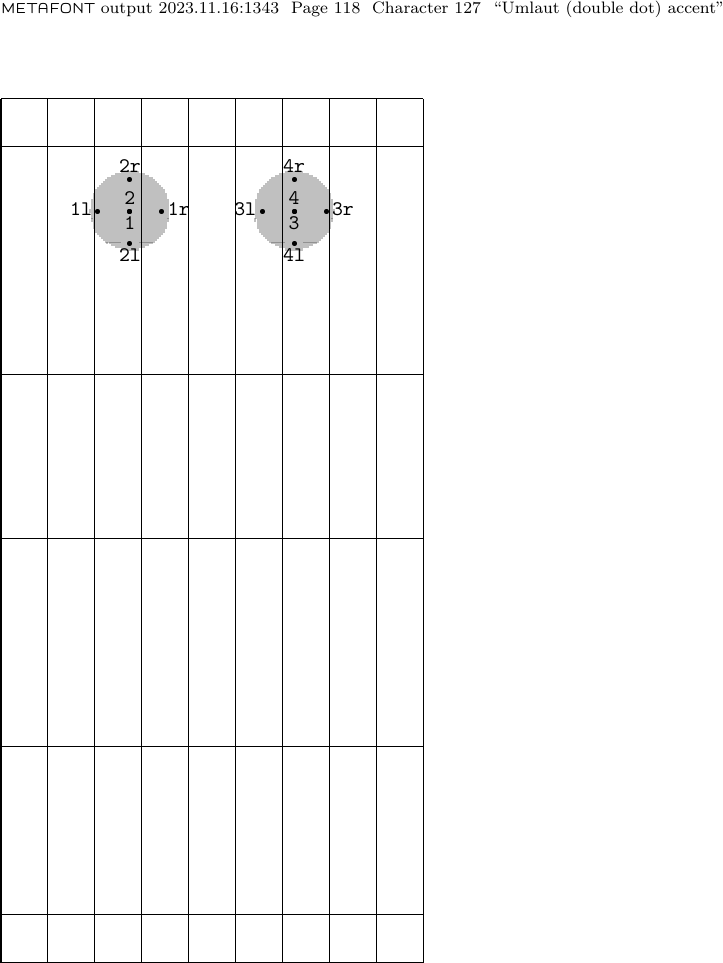 METAFONT output 2023.11.16:1343 Page 118 Character 127 “Umlaut (double dot) accent”
2r 4r
2 4
1l 1r 3l 3r
1 3
2l 4l